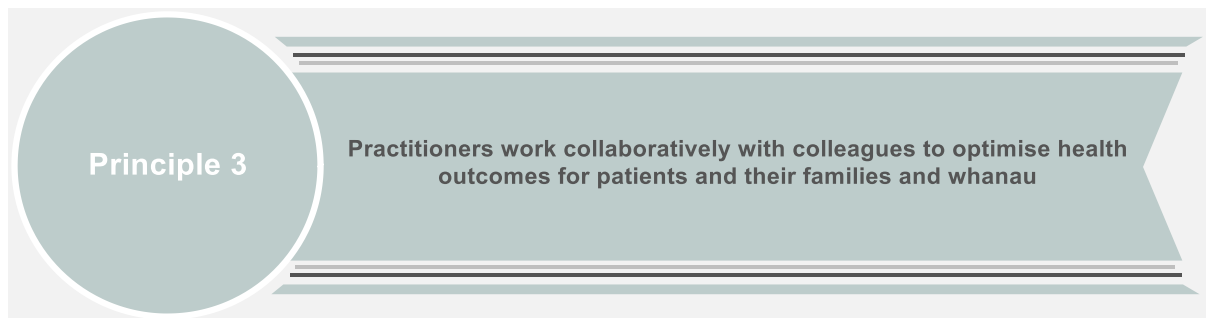 Principle 3
Practitioners work collaboratively with colleagues to optimise health
outcomes for patients and their families and whanau